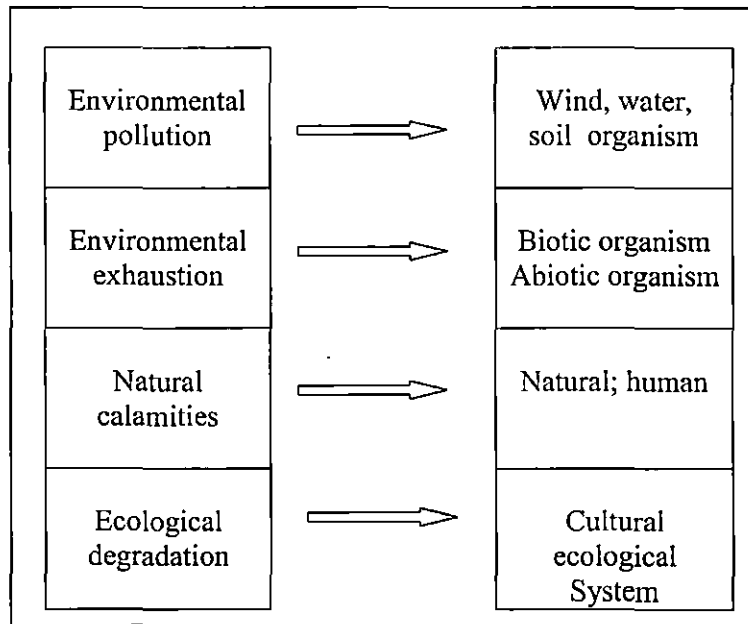 Environmental
pollution
Wind, water,
soil organism
Environmental
exhaustion
Biotic organism
Abiotic organism
Natural
calamities
Natural; human
Ecological
degradation
Cultural
ecological
System